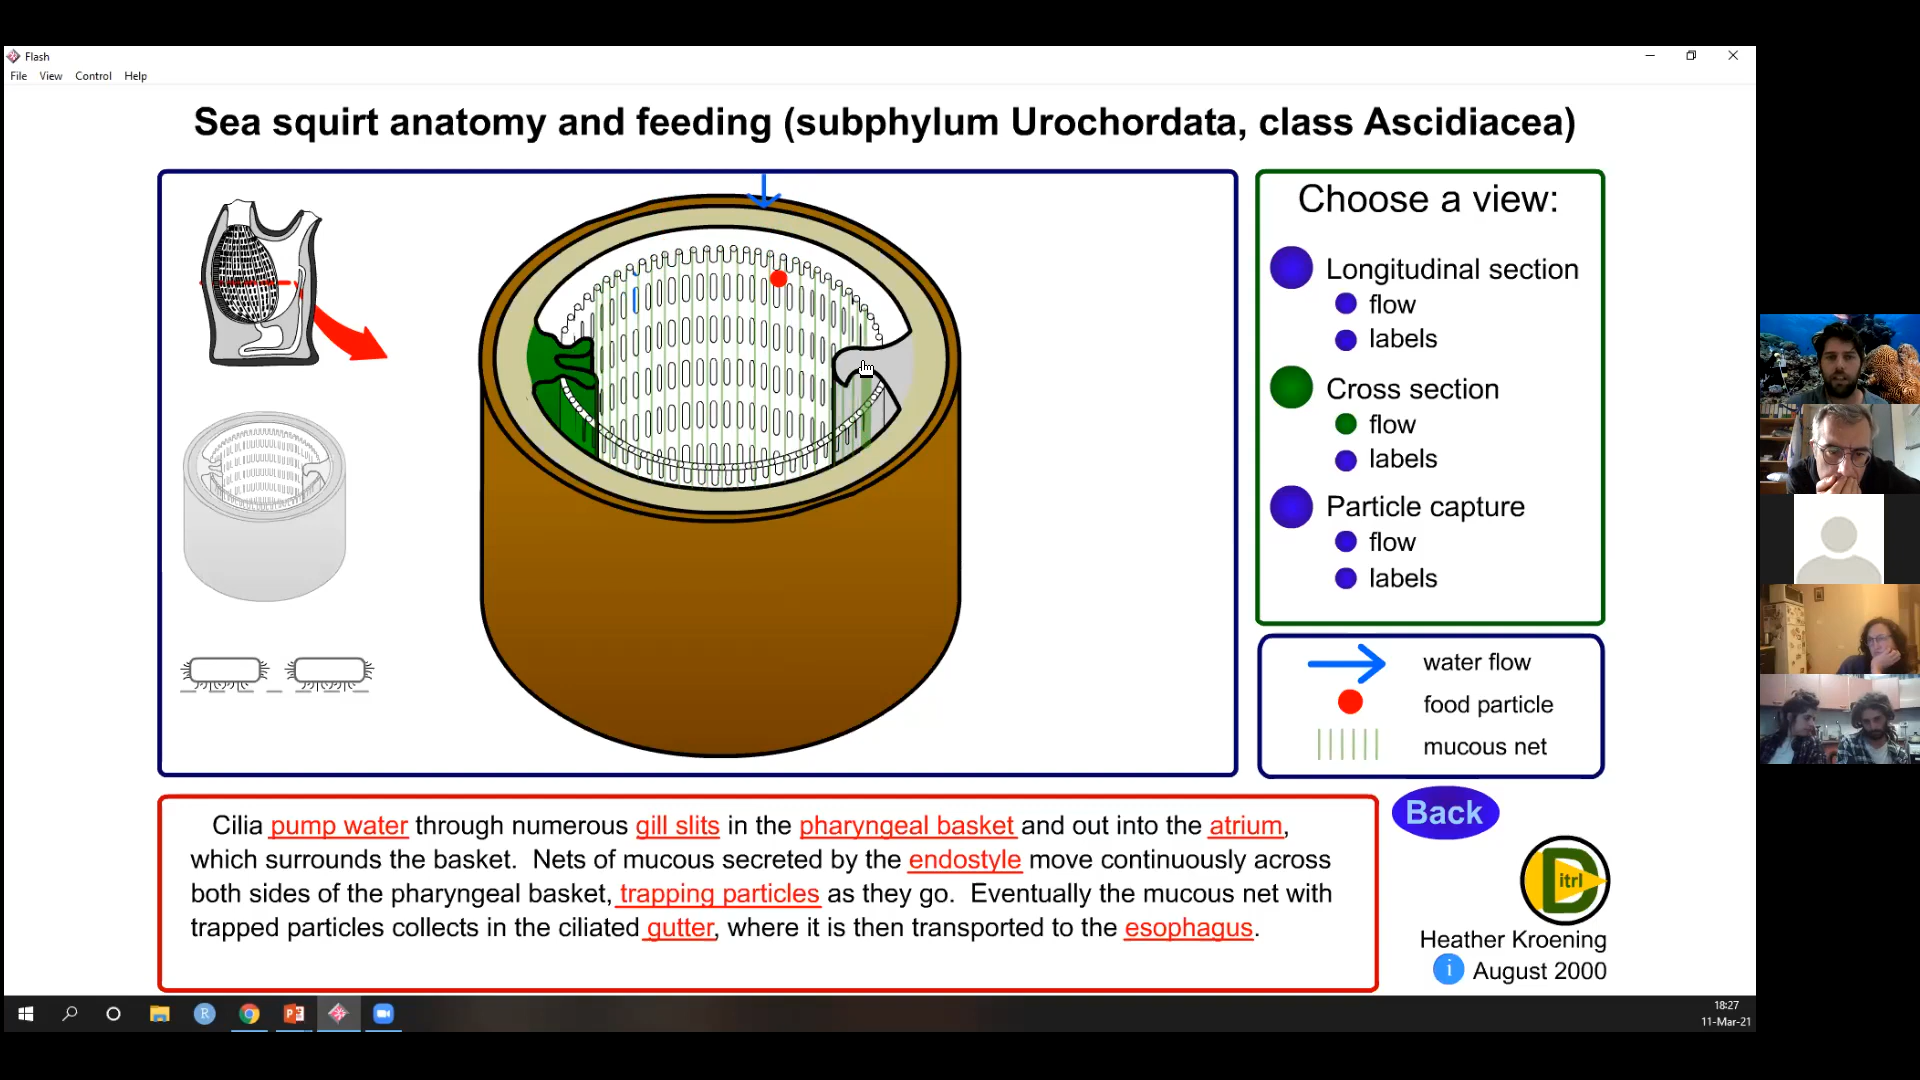 Flash
File View Control Help
Sea squirt anatomy and feeding (subphylum Urochordata, class Ascidiacea)
Choose a view:
Longitudinal section
flow
labels
Cross section
flow
labels
Particle capture
flow
labels
water flow
food particle
mucous net
Cilia pump water through numerous gill slits in the pharyngeal basket and out into the atrium,
which surrounds the basket. Nets of mucous secreted by the endostyle move continuously across
both sides of the pharyngeal basket, trapping particles as they go. Eventually the mucous net with
trapped particles collects in the ciliated gutter, where it is then transported to the esophagus.
Back
D
itrl
Heather Kroening
i August 2000
18:27
11-Mar-21